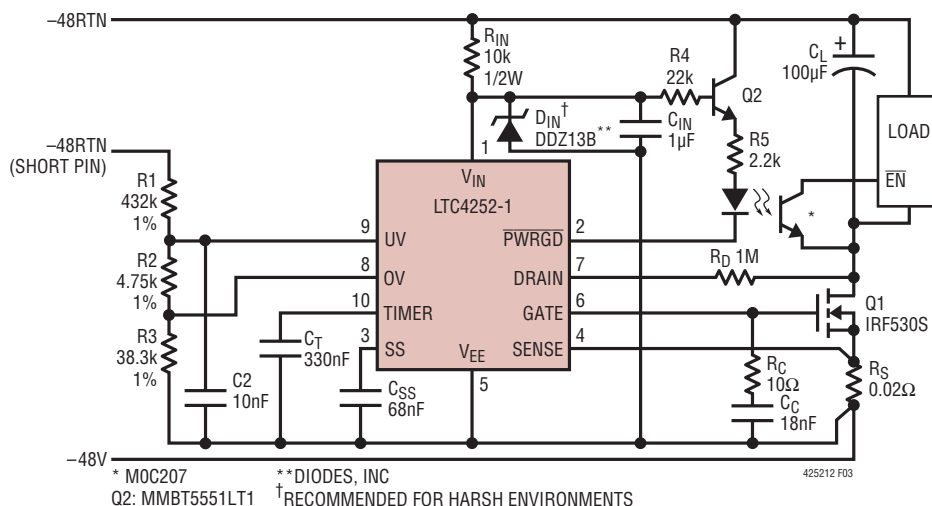 –48RTN
RIN
10k
1/2W
R4
22k
Q2
CL
100µF
+
LOAD
EN
DIN†
DDZ13B**
CIN
1µF
R5
2.2k
*
–48RTN
(SHORT PIN)
R1
432k
1%
R2
4.75k
1%
R3
38.3k
1%
C2
10nF
CT
330nF
CSS
68nF
1
VIN
LTC4252-1
9
UV
8
OV
10
TIMER
3
SS
VEE
5
2
PWRGD
7
DRAIN
6
GATE
4
SENSE
RD 1M
Q1
IRF530S
RC
10Ω
CC
18nF
RS
0.02Ω
–48V
425212 F03
* M0C207
**DIODES, INC
Q2: MMBT5551LT1
†RECOMMENDED FOR HARSH ENVIRONMENTS